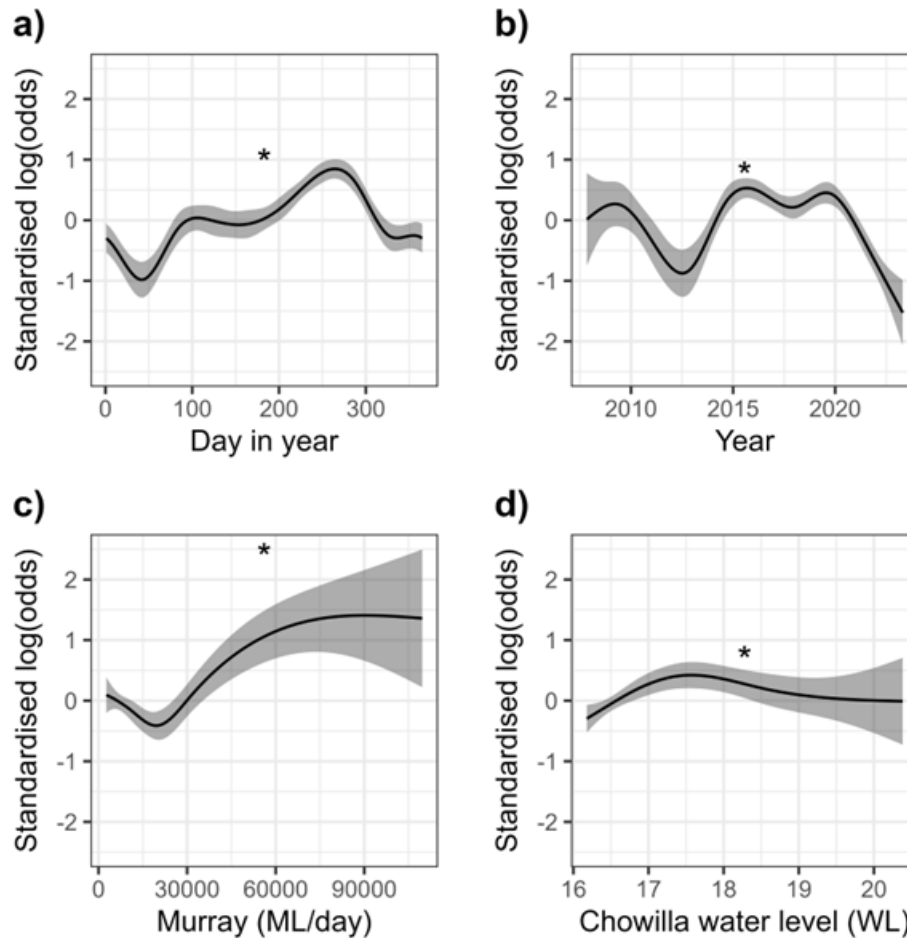 a)
Standardised log(odds)
2
1
0
-1
-2
*
0 100 200 300
Day in year
b)
Standardised log(odds)
2
1
0
-1
-2
*
2010 2015 2020
Year
c)
Standardised log(odds)
2
1
0
-1
-2
*
0 30000 60000 90000
Murray (ML/day)
d)
Standardised log(odds)
2
1
0
-1
-2
*
16 17 18 19 20
Chowilla water level (WL)